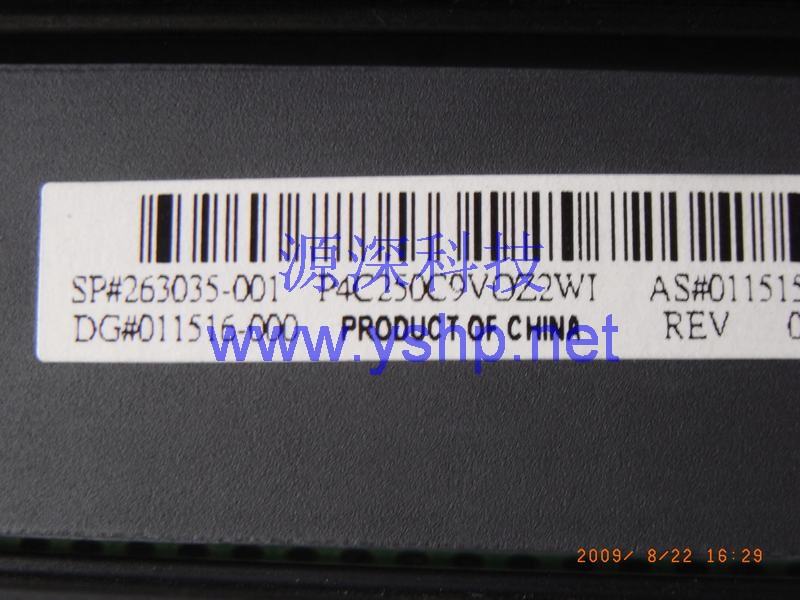 源深科技
SP#263035-001 P4C250C9VOZ2WI AS#011515
www.yshp.net
DG#011516-000 PRODUCT OF CHINA REV 0
2009/ 8/22 16:29